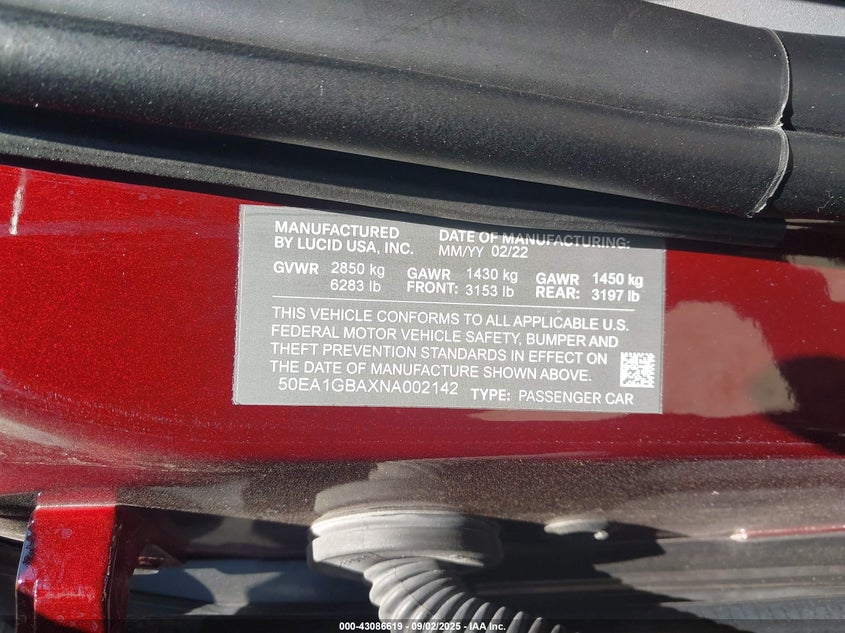 MANUFACTURED
BY LUCID USA, INC.
DATE OF MANUFACTURING:
MM/YY 02/22
GVWR 2850 kg
6283 lb
GAWR 1430 kg
FRONT: 3153 lb
GAWR 1450 kg
REAR: 3197 lb
THIS VEHICLE CONFORMS TO ALL APPLICABLE U.S.
FEDERAL MOTOR VEHICLE SAFETY, BUMPER AND
THEFT PREVENTION STANDARDS IN EFFECT ON
THE DATE OF MANUFACTURE SHOWN ABOVE.
50EA1GBAXNA002142
TYPE: PASSENGER CAR
000-43086619 - 09/02/2025 - IAA Inc.